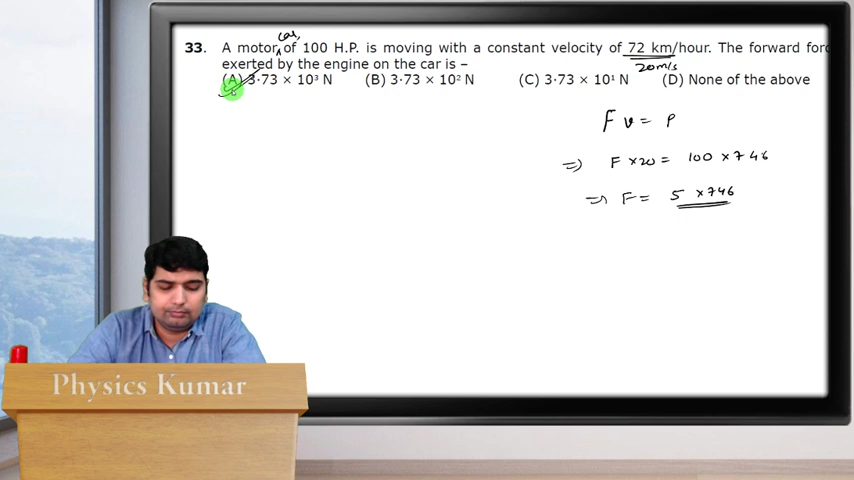 car,
33. A motor of 100 H.P. is moving with a constant velocity of 72 km/hour. The forward forc
20m/s
exerted by the engine on the car is –
(A) 3·73 × 10³ N (B) 3·73 × 10² N (C) 3·73 × 10¹ N (D) None of the above
F v = P
⇒ F × 20 = 100 × 746
⇒ F = 5 × 746
Physics Kumar